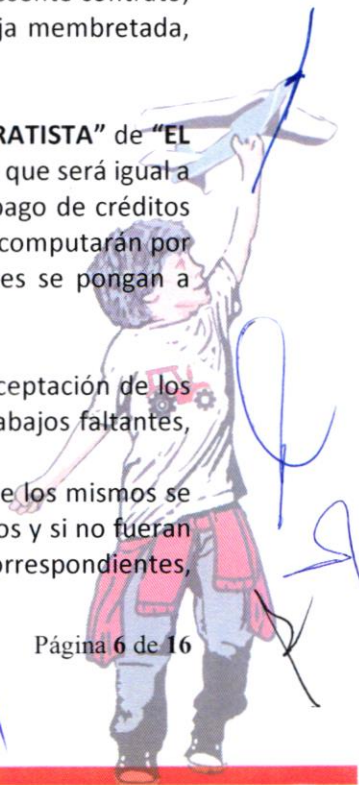 ja membretada,
RATISTA" de "EL
que será igual a
pago de créditos
computarán por
es se pongan a
ceptación de los
abajos faltantes,
e los mismos se
os y si no fueran
orrespondientes,
Página 6 de 16